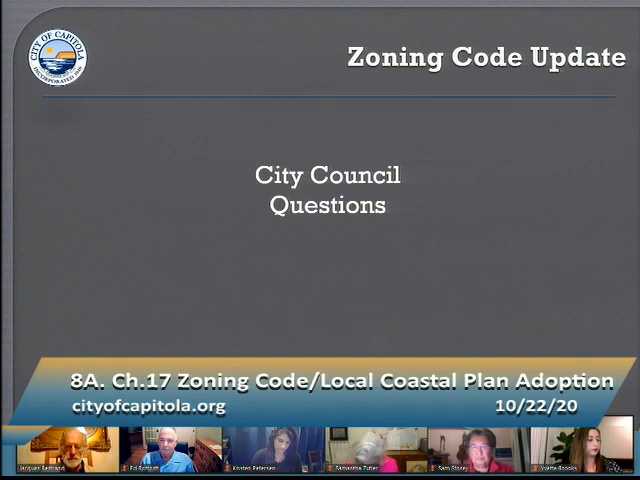 CITY OF CAPITOLA
INCORPORATED 1949
Zoning Code Update
City Council
Questions
8A. Ch.17 Zoning Code/Local Coastal Plan Adoption
cityofcapitola.org
10/22/20
Jacques Bertrand
Ed Bottorff
Kristen Petersen
Samantha Zutler
Sam Storey
Yvette Brooks